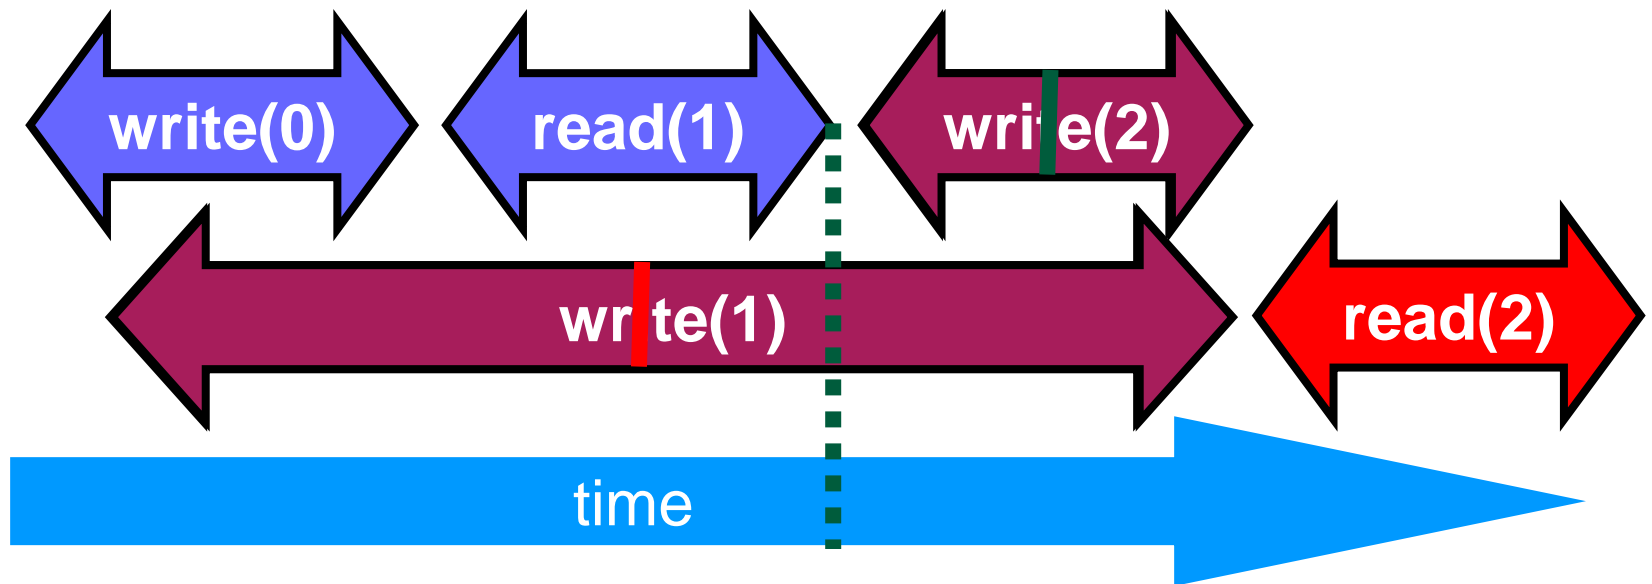 write(0) read(1) write(2)
write(1) read(2)
time